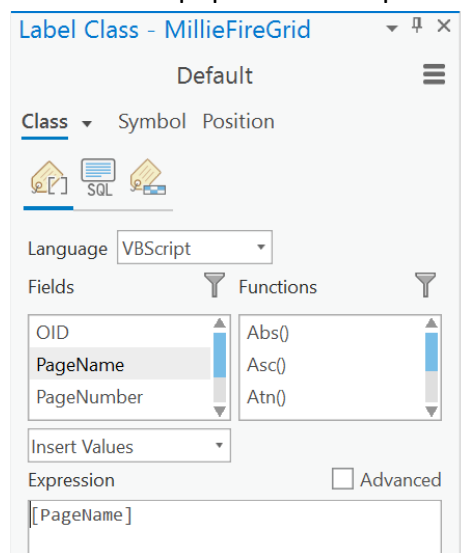 Label Class - MillieFireGrid
Default
Class Symbol Position
SQL
Language VBScript
Fields Functions
OID Abs()
PageName Asc()
PageNumber Atn()
Insert Values
Expression Advanced
[PageName]